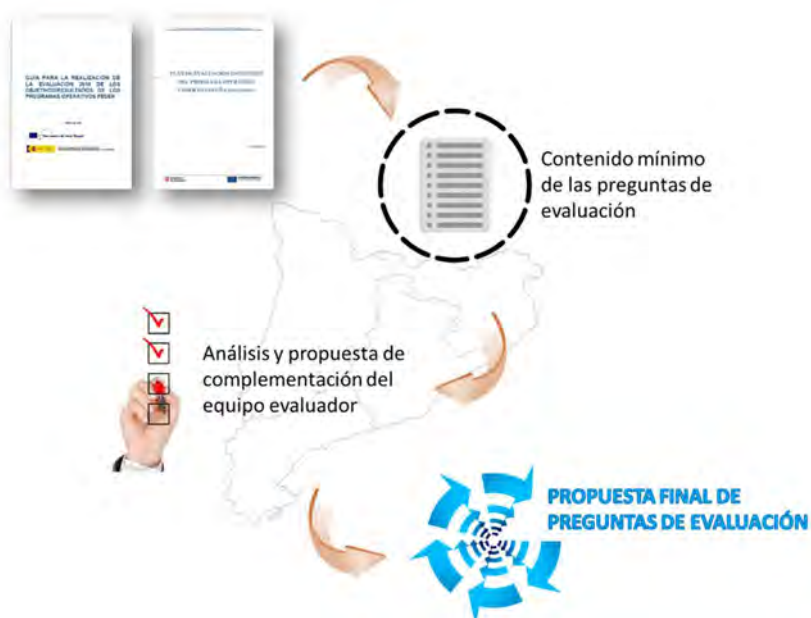 GUÍA PARA LA REALIZACIÓN DE
LA EVALUACIÓN 2019 DE LOS
OBJETIVOS/RESULTADOS DE LOS
PROGRAMAS OPERATIVOS FEDER
Contenido mínimo
de las preguntas de
evaluación
Análisis y propuesta de
complementación del
equipo evaluador
PROPUESTA FINAL DE
PREGUNTAS DE EVALUACIÓN